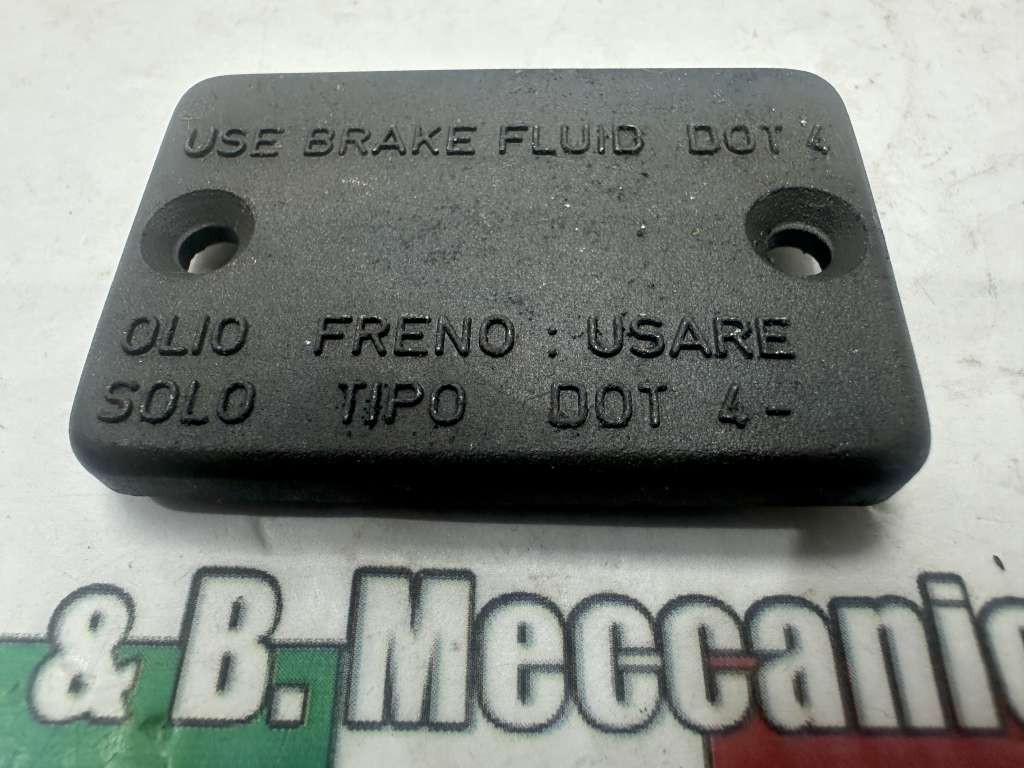 USE BRAKE FLUID DOT 4
OLIO FRENO : USARE
SOLO TIPO DOT 4-
& B. Meccanic